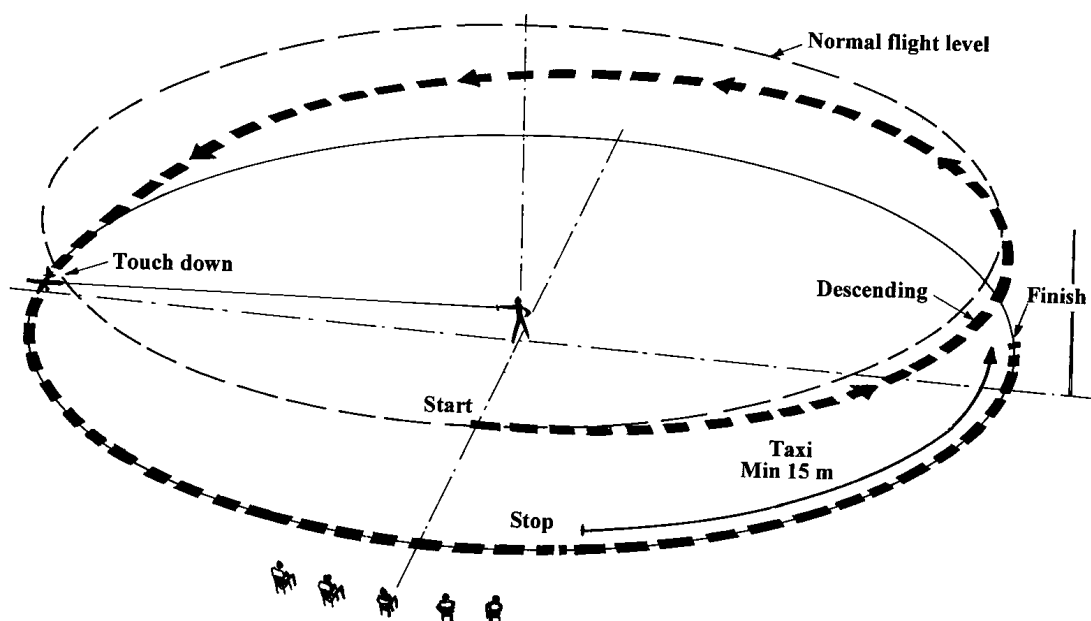 Normal flight level
Touch down
Descending
Finish
Start
Taxi
Min 15 m
Stop